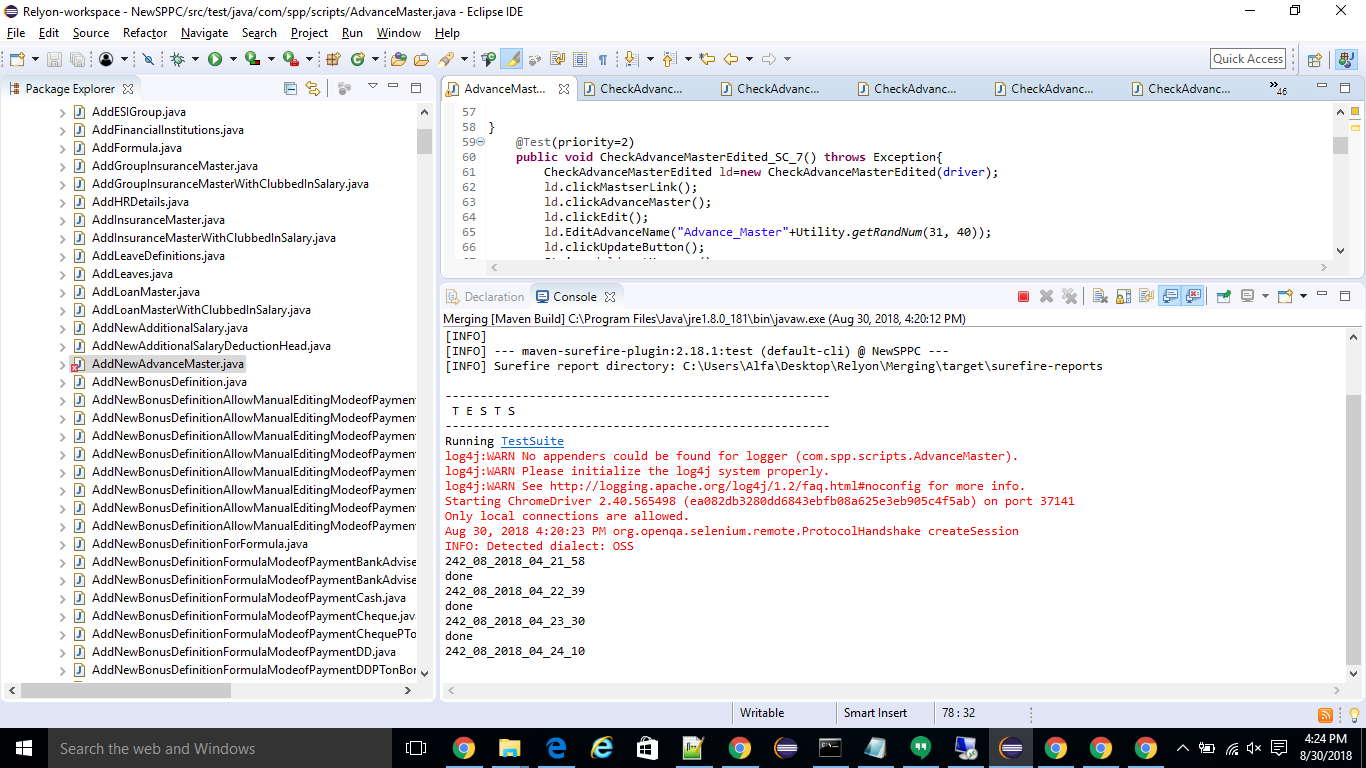 Relyon-workspace - NewSPPC/src/test/java/com/spp/scripts/AdvanceMaster.java - Eclipse IDE
File Edit Source Refactor Navigate Search Project Run Window Help
Quick Access
Package Explorer
AddESIGroup.java
AddFinancialInstitutions.java
AddFormula.java
AddGroupInsuranceMaster.java
AddGroupInsuranceMasterWithClubbedInSalary.java
AddHRDetails.java
AddInsuranceMaster.java
AddInsuranceMasterWithClubbedInSalary.java
AddLeaveDefinitions.java
AddLeaves.java
AddLoanMaster.java
AddLoanMasterWithClubbedInSalary.java
AddNewAdditionalSalary.java
AddNewAdditionalSalaryDeductionHead.java
AddNewAdvanceMaster.java
AddNewBonusDefinition.java
AddNewBonusDefinitionAllowManualEditingModeofPayment
AddNewBonusDefinitionAllowManualEditingModeofPayment
AddNewBonusDefinitionAllowManualEditingModeofPayment
AddNewBonusDefinitionAllowManualEditingModeofPayment
AddNewBonusDefinitionAllowManualEditingModeofPayment
AddNewBonusDefinitionAllowManualEditingModeofPayment
AddNewBonusDefinitionAllowManualEditingModeofPayment
AddNewBonusDefinitionAllowManualEditingModeofPayment
AddNewBonusDefinitionForFormula.java
AddNewBonusDefinitionFormulaModeofPaymentBankAdvise
AddNewBonusDefinitionFormulaModeofPaymentBankAdvise
AddNewBonusDefinitionFormulaModeofPaymentCash.java
AddNewBonusDefinitionFormulaModeofPaymentCheque.java
AddNewBonusDefinitionFormulaModeofPaymentChequePTo
AddNewBonusDefinitionFormulaModeofPaymentDD.java
AddNewBonusDefinitionFormulaModeofPaymentDDPTonBon
AdvanceMast... CheckAdvanc... CheckAdvanc... CheckAdvanc... CheckAdvanc... CheckAdvanc... 46
57
58 }
59 @Test(priority=2)
60 public void CheckAdvanceMasterEdited_SC_7() throws Exception{
61 CheckAdvanceMasterEdited ld=new CheckAdvanceMasterEdited(driver);
62 ld.clickMastserLink();
63 ld.clickAdvanceMaster();
64 ld.clickEdit();
65 ld.EditAdvanceName("Advance_Master"+Utility.getRandNum(31, 40));
66 ld.clickUpdateButton();
Declaration Console
Merging [Maven Build] C:\Program Files\Java\jre1.8.0_181\bin\javaw.exe (Aug 30, 2018, 4:20:12 PM)
[INFO]
[INFO] --- maven-surefire-plugin:2.18.1:test (default-cli) @ NewSPPC ---
[INFO] Surefire report directory: C:\Users\Alfa\Desktop\Relyon\Merging\target\surefire-reports
-------------------------------------------------------
T E S T S
-------------------------------------------------------
Running TestSuite
log4j:WARN No appenders could be found for logger (com.spp.scripts.AdvanceMaster).
log4j:WARN Please initialize the log4j system properly.
log4j:WARN See http://logging.apache.org/log4j/1.2/faq.html#noconfig for more info.
Starting ChromeDriver 2.40.565498 (ea082db3280dd6843ebfb08a625e3eb905c4f5ab) on port 37141
Only local connections are allowed.
Aug 30, 2018 4:20:23 PM org.openqa.selenium.remote.ProtocolHandshake createSession
INFO: Detected dialect: OSS
242_08_2018_04_21_58
done
242_08_2018_04_22_39
done
242_08_2018_04_23_30
done
242_08_2018_04_24_10
Writable Smart Insert 78 : 32
Search the web and Windows
4:24 PM
8/30/2018